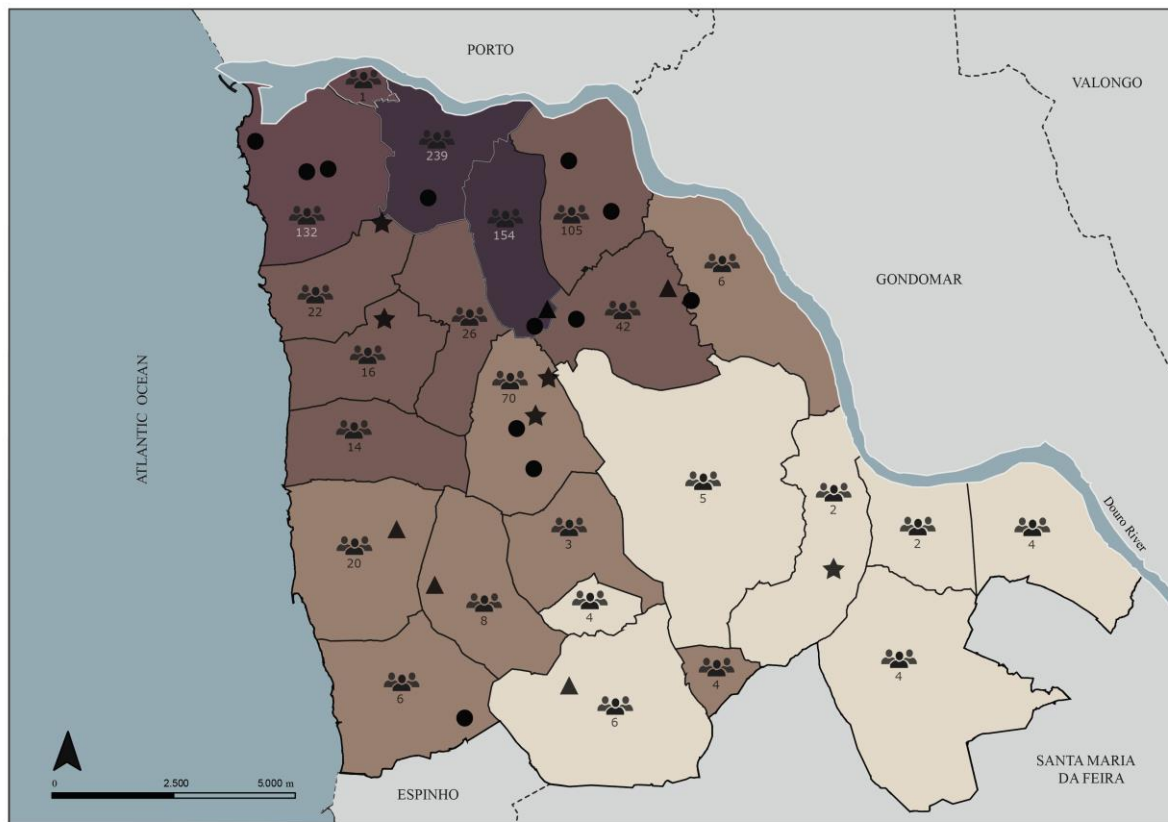 PORTO
VALONGO
1
239
132
154
105
6
GONDOMAR
22
26
42
16
70
ATLANTIC OCEAN
14
5
2
2
4
Douro River
20
3
8
4
4
4
6
6
SANTA MARIA
DA FEIRA
0
2.500
5.000 m
ESPINHO